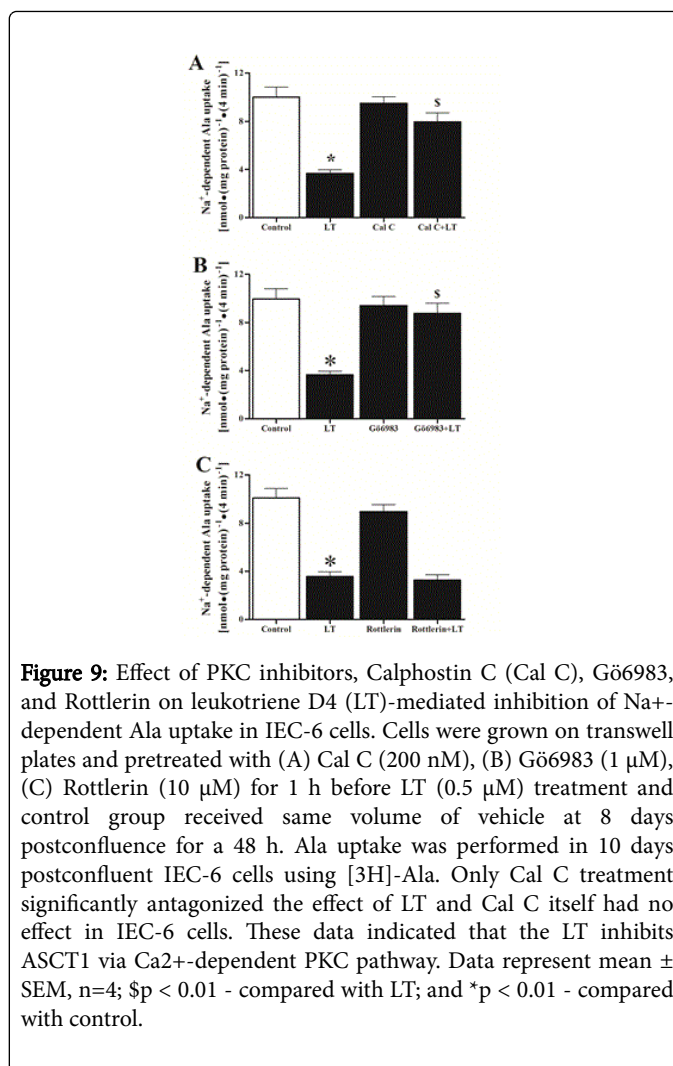 A
Na+-dependent Ala uptake
[nmol•(mg protein)-1•(4 min)-1]
12
8
4
0
*
$
Control LT Cal C Cal C+LT
B
Na+-dependent Ala uptake
[nmol•(mg protein)-1•(4 min)-1]
12
8
4
0
*
$
Control LT Gö6983 Gö6983+LT
C
Na+-dependent Ala uptake
[nmol•(mg protein)-1•(4 min)-1]
12
8
4
0
*
Control LT Rottlerin Rottlerin+LT
Figure 9: Effect of PKC inhibitors, Calphostin C (Cal C), Gö6983,
and Rottlerin on leukotriene D4 (LT)-mediated inhibition of Na+-
dependent Ala uptake in IEC-6 cells. Cells were grown on transwell
plates and pretreated with (A) Cal C (200 nM), (B) Gö6983 (1 μM),
(C) Rottlerin (10 μM) for 1 h before LT (0.5 μM) treatment and
control group received same volume of vehicle at 8 days
postconfluence for a 48 h. Ala uptake was performed in 10 days
postconfluent IEC-6 cells using [3H]-Ala. Only Cal C treatment
significantly antagonized the effect of LT and Cal C itself had no
effect in IEC-6 cells. These data indicated that the LT inhibits
ASCT1 via Ca2+-dependent PKC pathway. Data represent mean ±
SEM, n=4; $p < 0.01 - compared with LT; and *p < 0.01 - compared
with control.